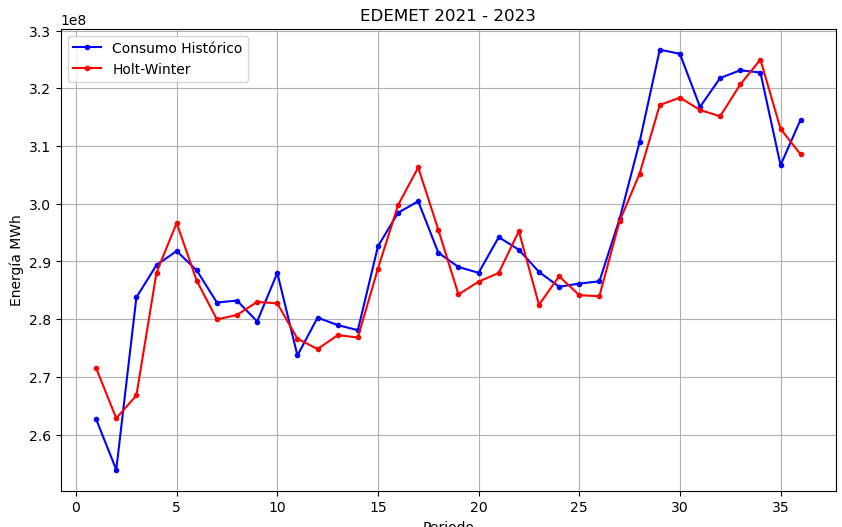 EDEMET 2021 - 2023
1e8
Consumo Histórico
Holt-Winter
3.3
3.2
3.1
3.0
2.9
2.8
2.7
2.6
Energía MWh
0 5 10 15 20 25 30 35
Periodo